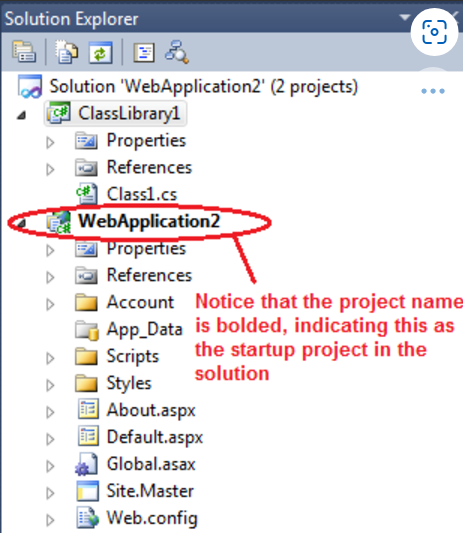 Solution Explorer
Solution 'WebApplication2' (2 projects)
ClassLibrary1
Properties
References
Class1.cs
WebApplication2
Properties
References
Account
App_Data
Scripts
Styles
About.aspx
Default.aspx
Global.asax
Site.Master
Web.config
Notice that the project name
is bolded, indicating this as
the startup project in the
solution